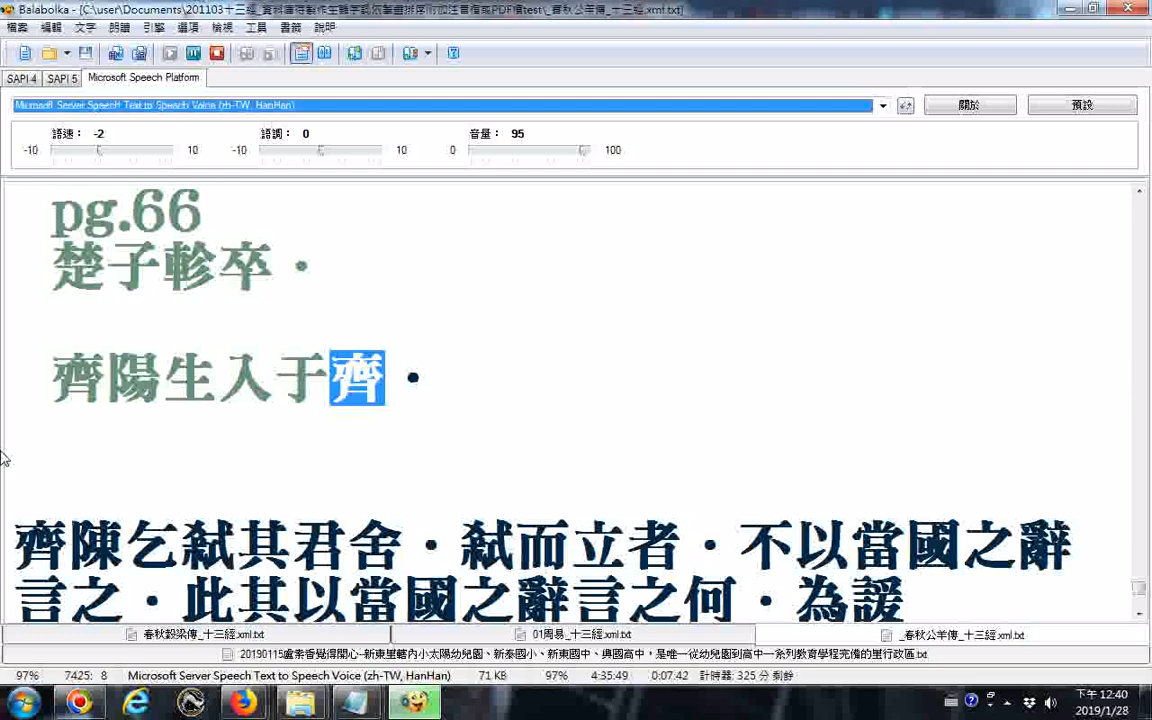 Balabolka - [C:\user\Documents\201103十三經_資料庫待製作生難字詞依筆畫排序附加注音復成PDF檔test\_春秋公羊傳_十三經.xml.txt]
檔案 編輯 文字 朗讀 引擎 選項 檢視 工具 書籤 說明
SAPI 4 SAPI 5 Microsoft Speech Platform
Microsoft Server Speech Text to Speech Voice (zh-TW, HanHan) 關於 預設
語速： -2 語調： 0 音量： 95
-10 10 -10 10 0 100
pg.66
楚子軫卒．
齊陽生入于齊．
齊陳乞弒其君舍．弒而立者．不以當國之辭
言之．此其以當國之辭言之何．為諼
春秋穀梁傳_十三經.xml.txt 01周易_十三經.xml.txt _春秋公羊傳_十三經.xml.txt
20190115盧素香覺得開心-新東里轄內小太陽幼兒園、新泰國小、新東國中、興國高中，是唯一從幼兒園到高中一系列教育學程完備的里行政區.txt
97% 7425: 8 Microsoft Server Speech Text to Speech Voice (zh-TW, HanHan) 71 KB 97% 4:35:49 0:07:42 計時器: 325 分 剩餘
下午 12:40
2019/1/28